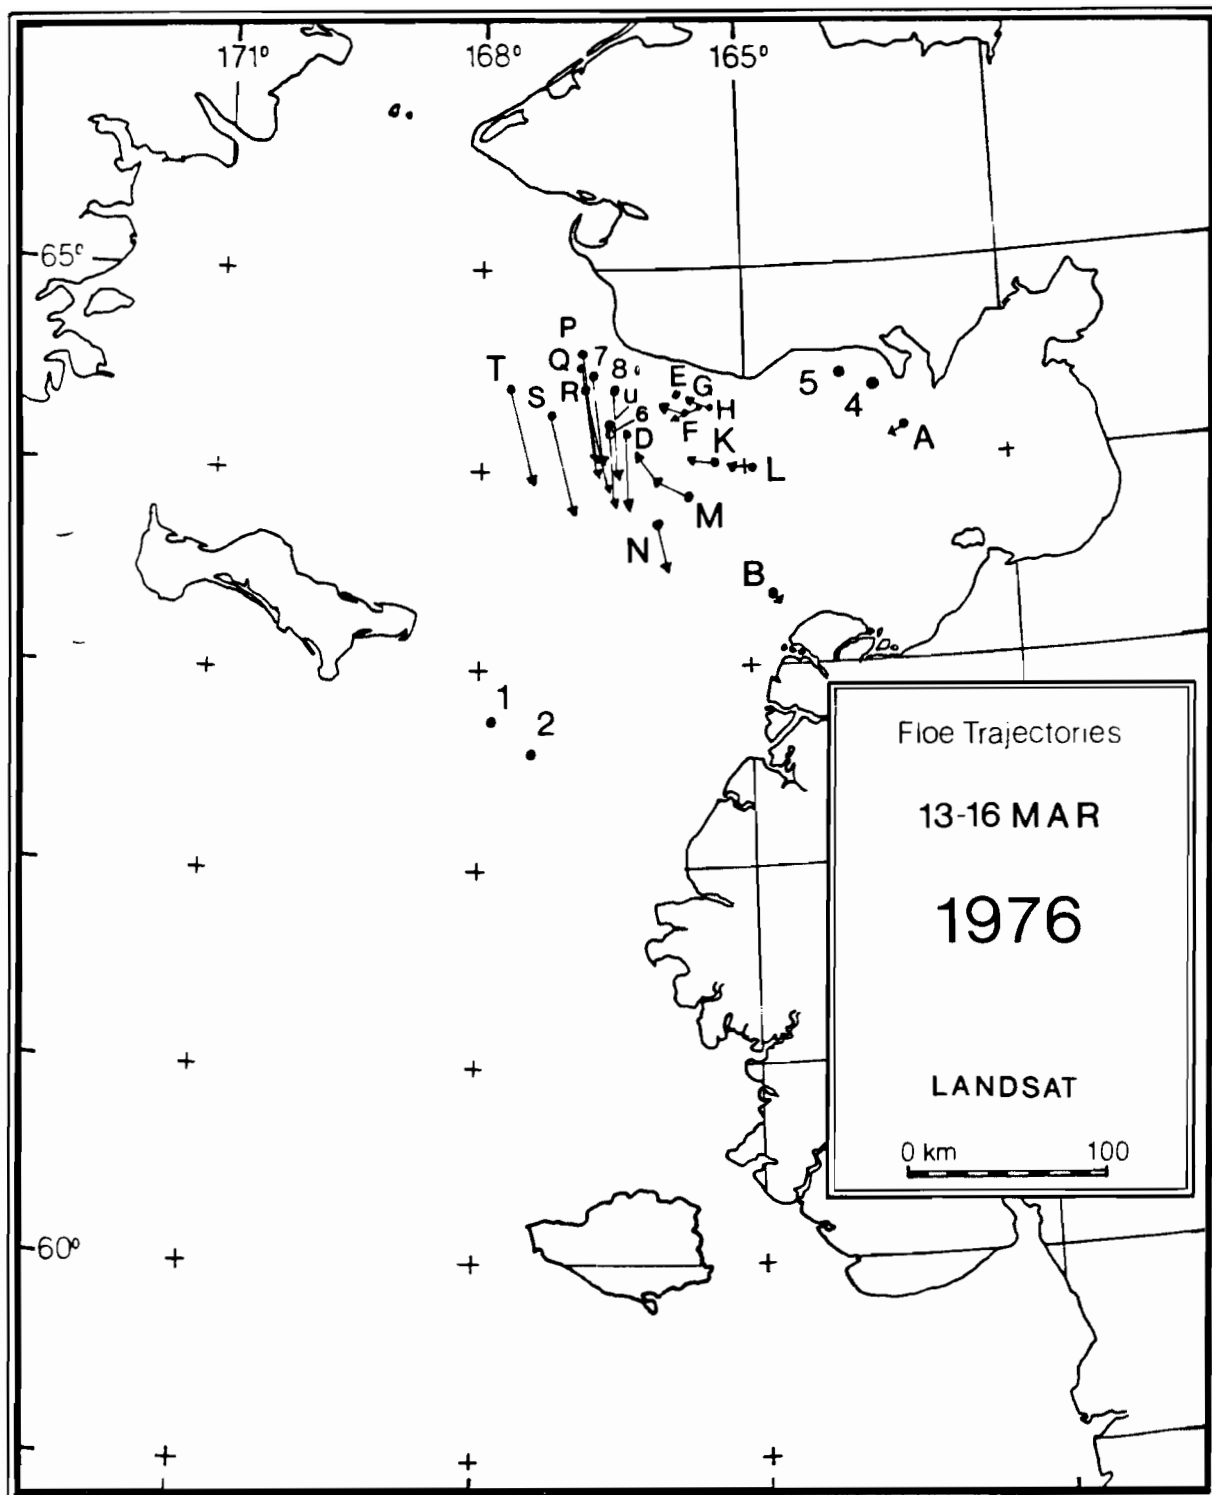 171° 168° 165°
65°
P
Q 7
T R 8 E G
S U 6 F H
D K L
5 4 A
M
N
B
1
2
Floe Trajectories
13-16 MAR
1976
LANDSAT
0 km 100
60°